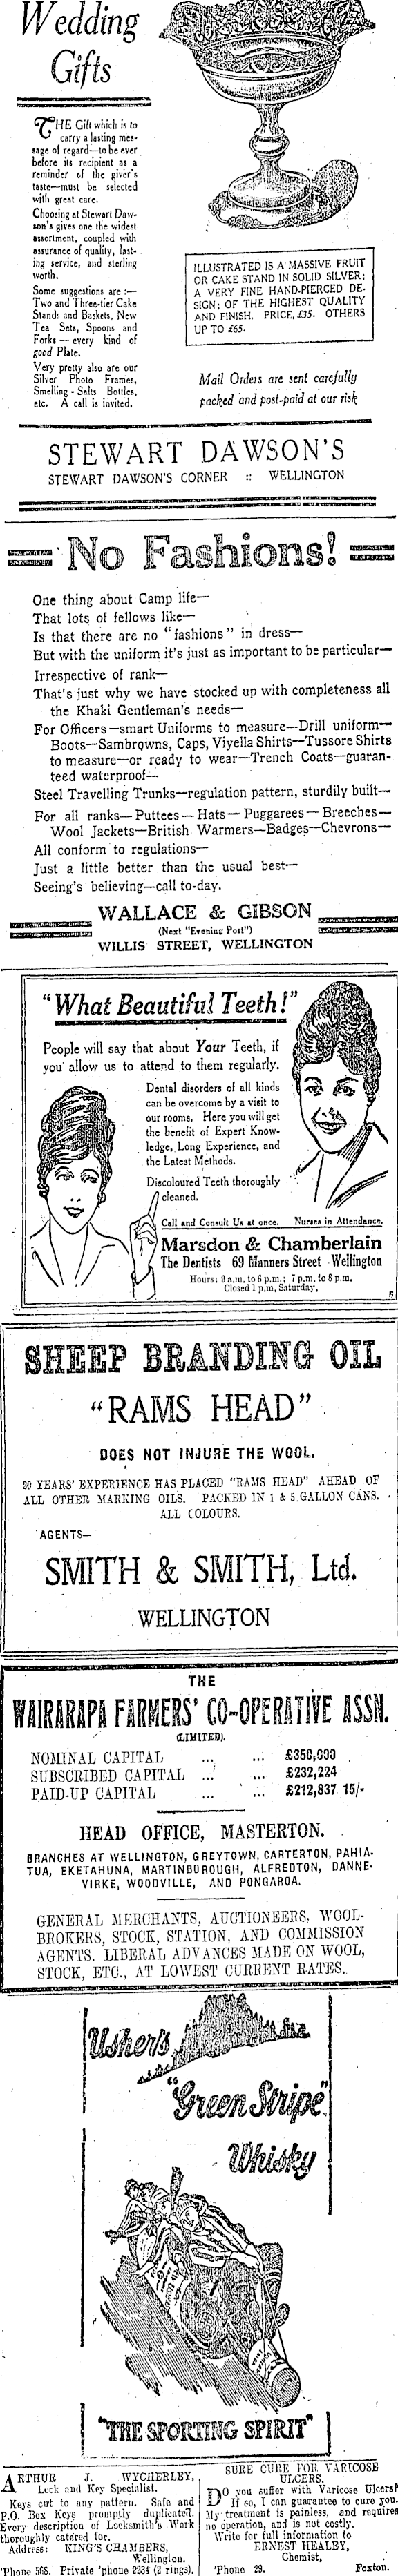 Wedding
Gifts
THE Gift which is to
carry a lasting mes-
sage of regard—to be ever
before its recipient as a
reminder of the giver's
taste—must be selected
with great care.
Choosing at Stewart Daw-
son's gives one the widest
assortment, coupled with
assurance of quality, last-
ing service, and sterling
worth.
Some suggestions are :—
Two and Three-tier Cake
Stands and Baskets, New
Tea Sets, Spoons and
Forks — every kind of
good Plate.
Very pretty also are our
Silver Photo Frames,
Smelling-Salts Bottles,
etc. A call is invited.
ILLUSTRATED IS A MASSIVE FRUIT
OR CAKE STAND IN SOLID SILVER;
A VERY FINE HAND-PIERCED DE-
SIGN; OF THE HIGHEST QUALITY
AND FINISH. PRICE, £35. OTHERS
UP TO £65.
Mail Orders are sent carefully
packed and post-paid at our risk
STEWART DAWSON'S
STEWART DAWSON'S CORNER :: WELLINGTON
No Fashions!
One thing about Camp life—
That lots of fellows like—
Is that there are no "fashions" in dress—
But with the uniform it's just as important to be particular—
Irrespective of rank—
That's just why we have stocked up with completeness all
the Khaki Gentleman's needs—
For Officers—smart Uniforms to measure—Drill uniform—
Boots—Sambrowns, Caps, Viyella Shirts—Tussore Shirts
to measure—or ready to wear—Trench Coats—guaran-
teed waterproof—
Steel Travelling Trunks—regulation pattern, sturdily built—
For all ranks—Puttees—Hats—Puggarees—Breeches—
Wool Jackets—British Warmers—Badges—Chevrons—
All conform to regulations—
Just a little better than the usual best—
Seeing's believing—call to-day.
WALLACE & GIBSON
(Next "Evening Post")
WILLIS STREET, WELLINGTON
"What Beautiful Teeth!"
People will say that about Your Teeth, if
you allow us to attend to them regularly.
Dental disorders of all kinds
can be overcome by a visit to
our rooms. Here you will get
the benefit of Expert Know-
ledge, Long Experience, and
the Latest Methods.
Discoloured Teeth thoroughly
cleaned.
Call and Consult Us at once. Nurses in Attendance.
Marsdon & Chamberlain
The Dentists 69 Manners Street Wellington
Hours: 9 a.m. to 6 p.m.; 7 p.m. to 8 p.m.
Closed 1 p.m. Saturday.
SHEEP BRANDING OIL
"RAMS HEAD"
DOES NOT INJURE THE WOOL.
20 YEARS' EXPERIENCE HAS PLACED "RAMS HEAD" AHEAD OF
ALL OTHER MARKING OILS. PACKED IN 1 & 5 GALLON CANS.
ALL COLOURS.
AGENTS—
SMITH & SMITH, Ltd.
WELLINGTON
THE
WAIRARAPA FARMERS' CO-OPERATIVE ASSN.
(LIMITED).
NOMINAL CAPITAL ... ... £350,000
SUBSCRIBED CAPITAL ... ... £232,224
PAID-UP CAPITAL ... ... £212,837 15/-
HEAD OFFICE, MASTERTON.
BRANCHES AT WELLINGTON, GREYTOWN, CARTERTON, PAHIA-
TUA, EKETAHUNA, MARTINBOROUGH, ALFREDTON, DANNE-
VIRKE, WOODVILLE, AND PONGAROA.
GENERAL MERCHANTS, AUCTIONEERS, WOOL-
BROKERS, STOCK, STATION, AND COMMISSION
AGENTS. LIBERAL ADVANCES MADE ON WOOL,
STOCK, ETC., AT LOWEST CURRENT RATES.
Usher's
"Green Stripe"
Whisky
"THE SPORTING SPIRIT"
ARTHUR J. WYCHERLEY,
Lock and Key Specialist.
Keys cut to any pattern. Safe and
P.O. Box Keys promptly duplicated.
Every description of Locksmith's Work
thoroughly catered for.
Address: KING'S CHAMBERS,
Wellington.
'Phone 568. Private 'phone 2234 (2 rings).
SURE CURE FOR VARICOSE
ULCERS.
DO you suffer with Varicose Ulcers?
If so, I can guarantee to cure you.
My treatment is painless, and requires
no operation, and is not costly.
Write for full information to
ERNEST HEALEY,
Chemist,
'Phone 29. Foxton.